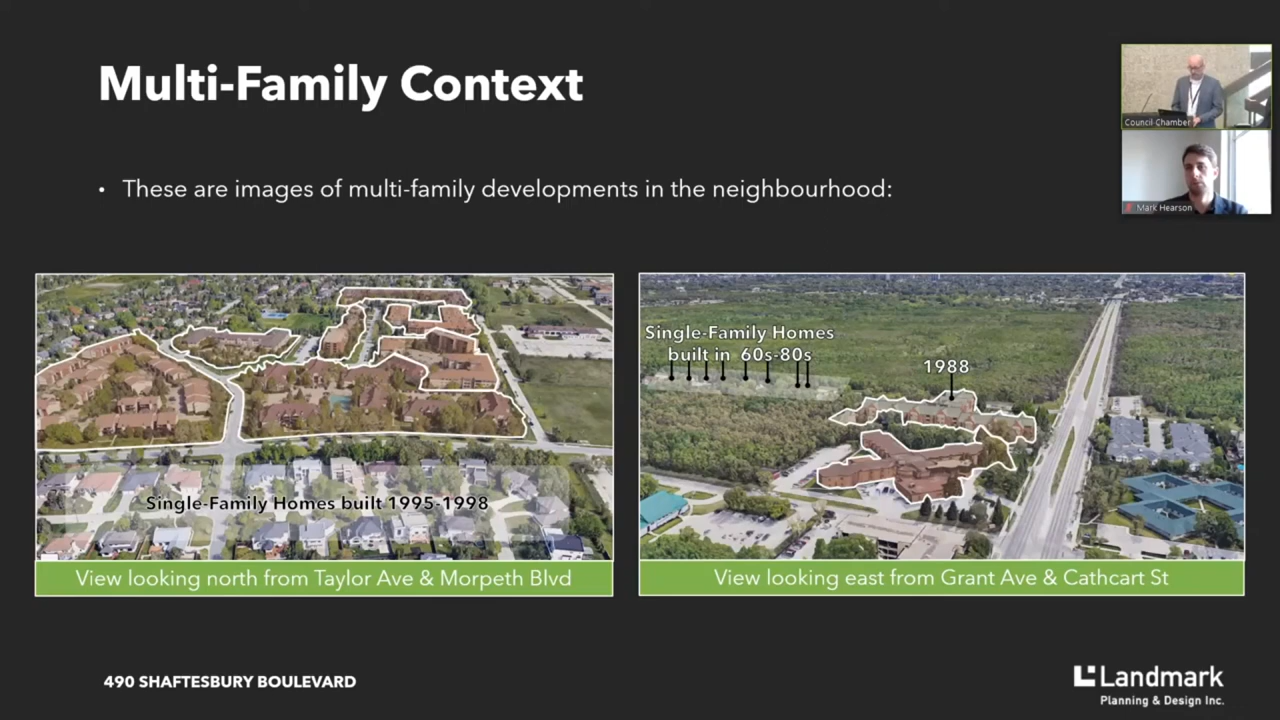 Multi-Family Context
Council Chamber
Mark Hearson
• These are images of multi-family developments in the neighbourhood:
Single-Family Homes built 1995-1998
View looking north from Taylor Ave & Morpeth Blvd
Single-Family Homes
built in 60s-80s
1988
View looking east from Grant Ave & Cathcart St
490 SHAFTESBURY BOULEVARD
Landmark
Planning & Design Inc.